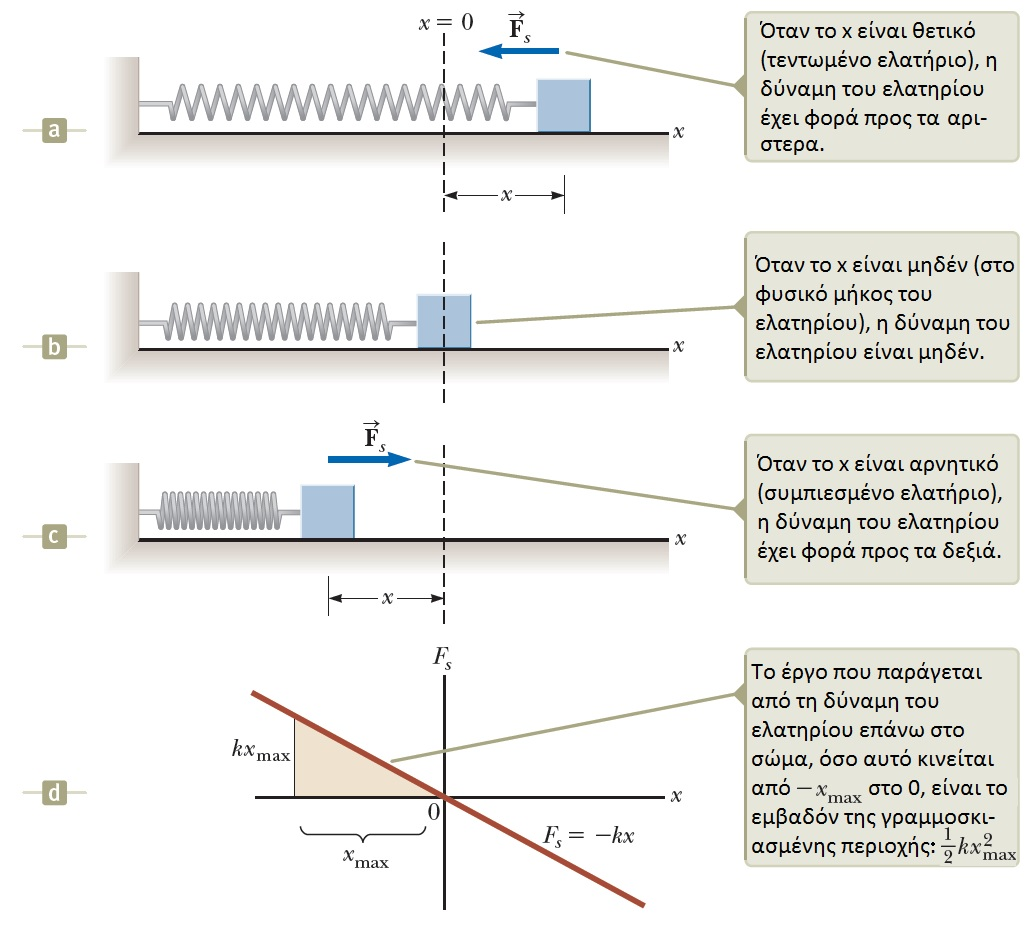 x = 0
F⃗s
Όταν το x είναι θετικό
(τεντωμένο ελατήριο), η
δύναμη του ελατηρίου
έχει φορά προς τα αρι-
στερα.
a
x
x
Όταν το x είναι μηδέν (στο
φυσικό μήκος του
ελατηρίου), η δύναμη του
ελατηρίου είναι μηδέν.
b
x
F⃗s
Όταν το x είναι αρνητικό
(συμπιεσμένο ελατήριο),
η δύναμη του ελατηρίου
έχει φορά προς τα δεξιά.
c
x
x
Fs
Το έργο που παράγεται
από τη δύναμη του
ελατηρίου επάνω στο
σώμα, όσο αυτό κινείται
από −xmax στο 0, είναι το
εμβαδόν της γραμμοσκι-
ασμένης περιοχής: ½kx²max
kxmax
d
x
0
Fs = −kx
xmax